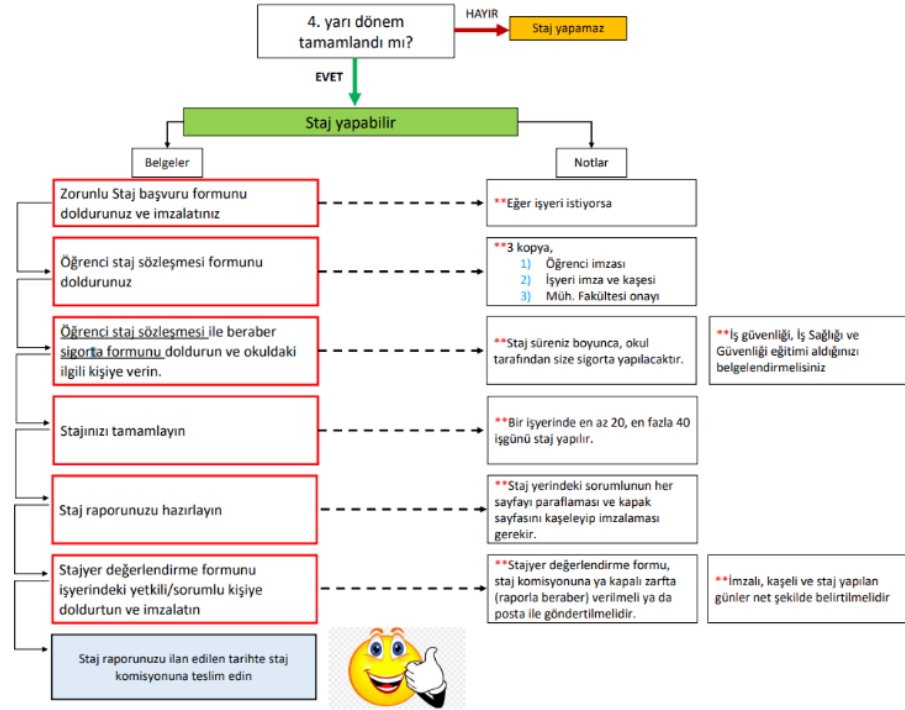 4. yarı dönem
tamamlandı mı?
HAYIR
Staj yapamaz
EVET
Staj yapabilir
Belgeler
Notlar
Zorunlu Staj başvuru formunu
doldurunuz ve imzalatınız
**Eğer işyeri istiyorsa
Öğrenci staj sözleşmesi formunu
doldurunuz
**3 kopya,
1) Öğrenci imzası
2) İşyeri imza ve kaşesi
3) Müh. Fakültesi onayı
Öğrenci staj sözleşmesi ile beraber
sigorta formunu doldurun ve okuldaki
ilgili kişiye verin.
**Staj süreniz boyunca, okul
tarafından size sigorta yapılacaktır.
**İş güvenliği, İş Sağlığı ve
Güvenliği eğitimi aldığınızı
belgelendirmelisiniz
Stajınızı tamamlayın
**Bir işyerinde en az 20, en fazla 40
işgünü staj yapılır.
Staj raporunuzu hazırlayın
**Staj yerindeki sorumlunun her
sayfayı paraflaması ve kapak
sayfasını kaşeleyip imzalaması
gerekir.
Stajyer değerlendirme formunu
işyerindeki yetkili/sorumlu kişiye
doldurtun ve imzalatın
**Stajyer değerlendirme formu,
staj komisyonuna ya kapalı zarfta
(raporla beraber) verilmeli ya da
posta ile göndertilmelidir.
**İmzalı, kaşeli ve staj yapılan
günler net şekilde belirtilmelidir
Staj raporunuzu ilan edilen tarihte staj
komisyonuna teslim edin